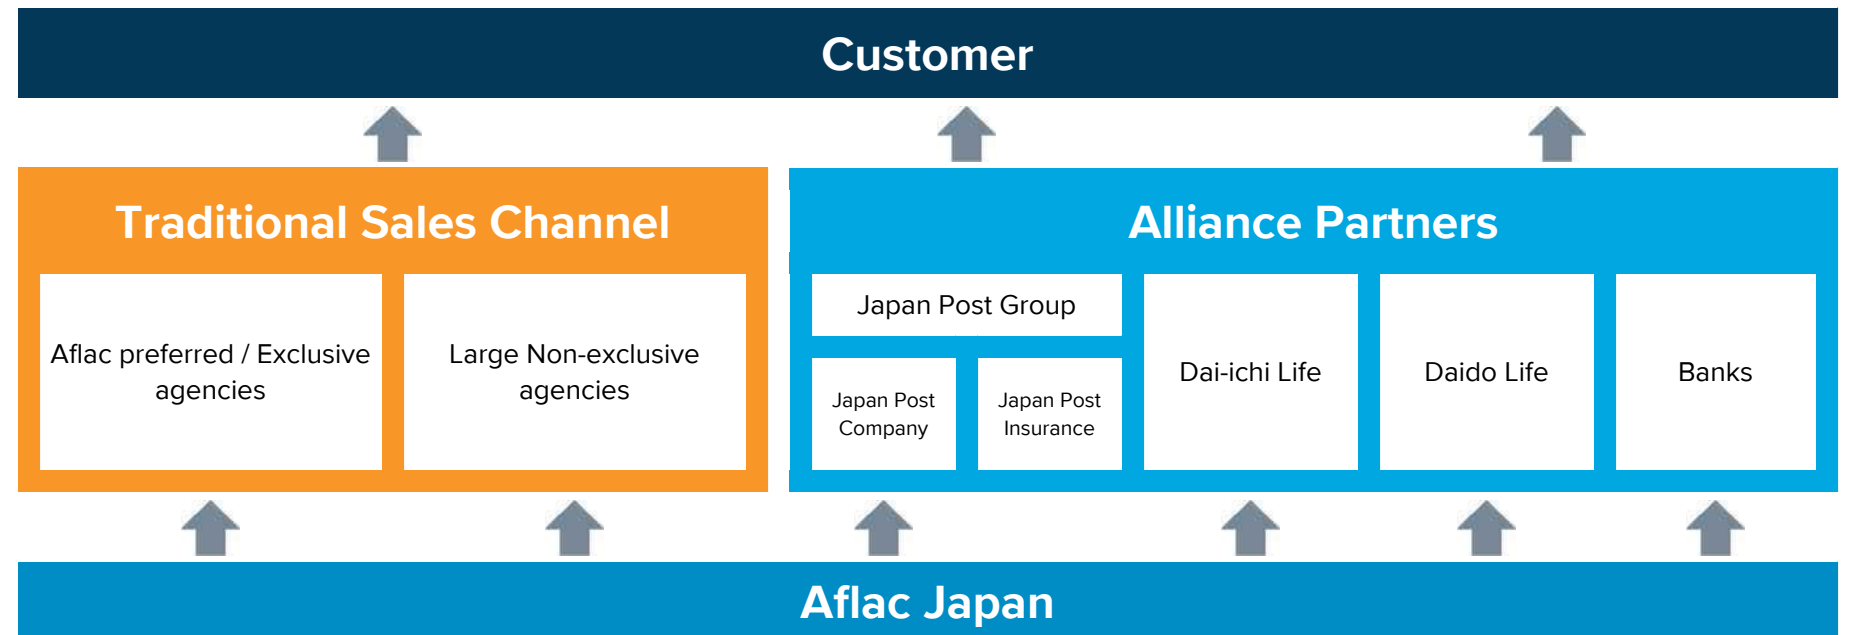 Customer
Traditional Sales Channel
Aflac preferred / Exclusive
agencies
Large Non-exclusive
agencies
Alliance Partners
Japan Post Group
Japan Post
Company
Japan Post
Insurance
Dai-ichi Life
Daido Life
Banks
Aflac Japan